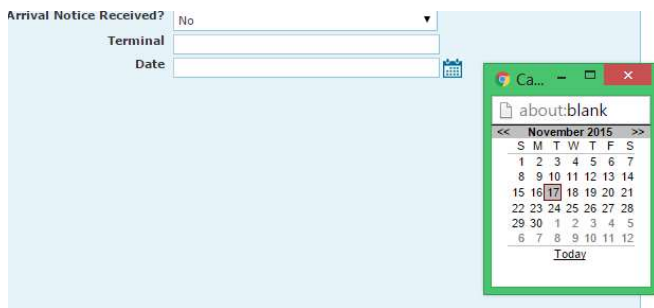 Arrival Notice Received? No
Terminal
Date
Ca...
about:blank
<< November 2015 >>
S M T W T F S
1 2 3 4 5 6 7
8 9 10 11 12 13 14
15 16 17 18 19 20 21
22 23 24 25 26 27 28
29 30 1 2 3 4 5
6 7 8 9 10 11 12
Today